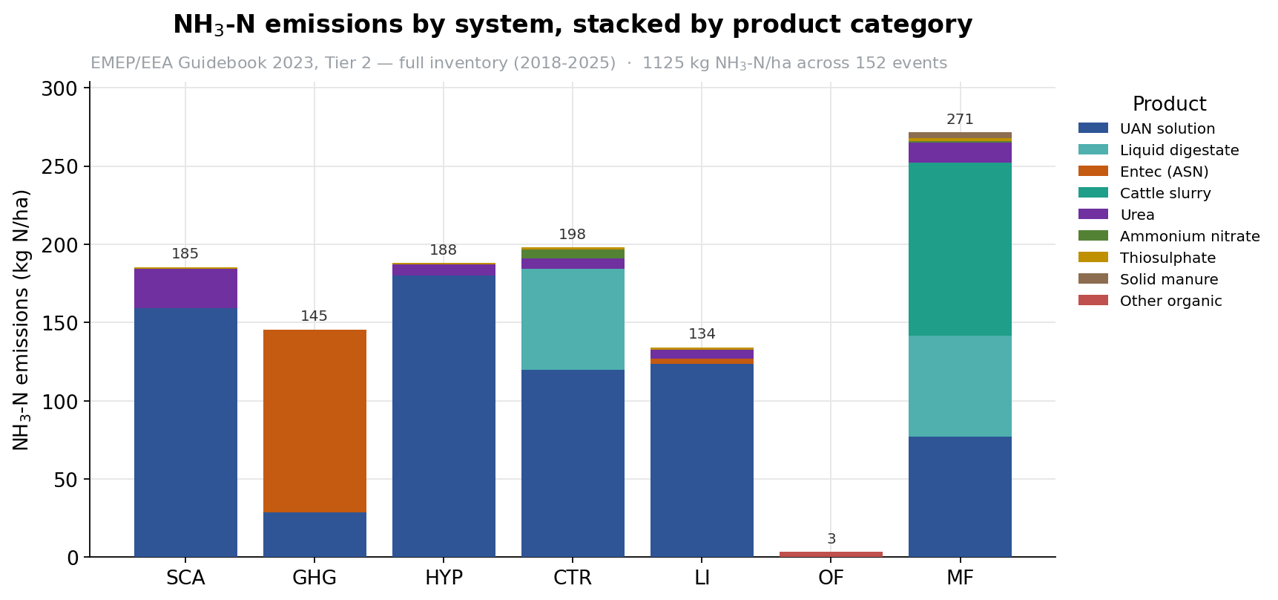 NH₃-N emissions by system, stacked by product category
EMEP/EEA Guidebook 2023, Tier 2 — full inventory (2018-2025) · 1125 kg NH₃-N/ha across 152 events
NH₃-N emissions (kg N/ha)
300
250
200
150
100
50
0
185
145
188
198
134
3
271
SCA
GHG
HYP
CTR
LI
OF
MF
Product
UAN solution
Liquid digestate
Entec (ASN)
Cattle slurry
Urea
Ammonium nitrate
Thiosulphate
Solid manure
Other organic